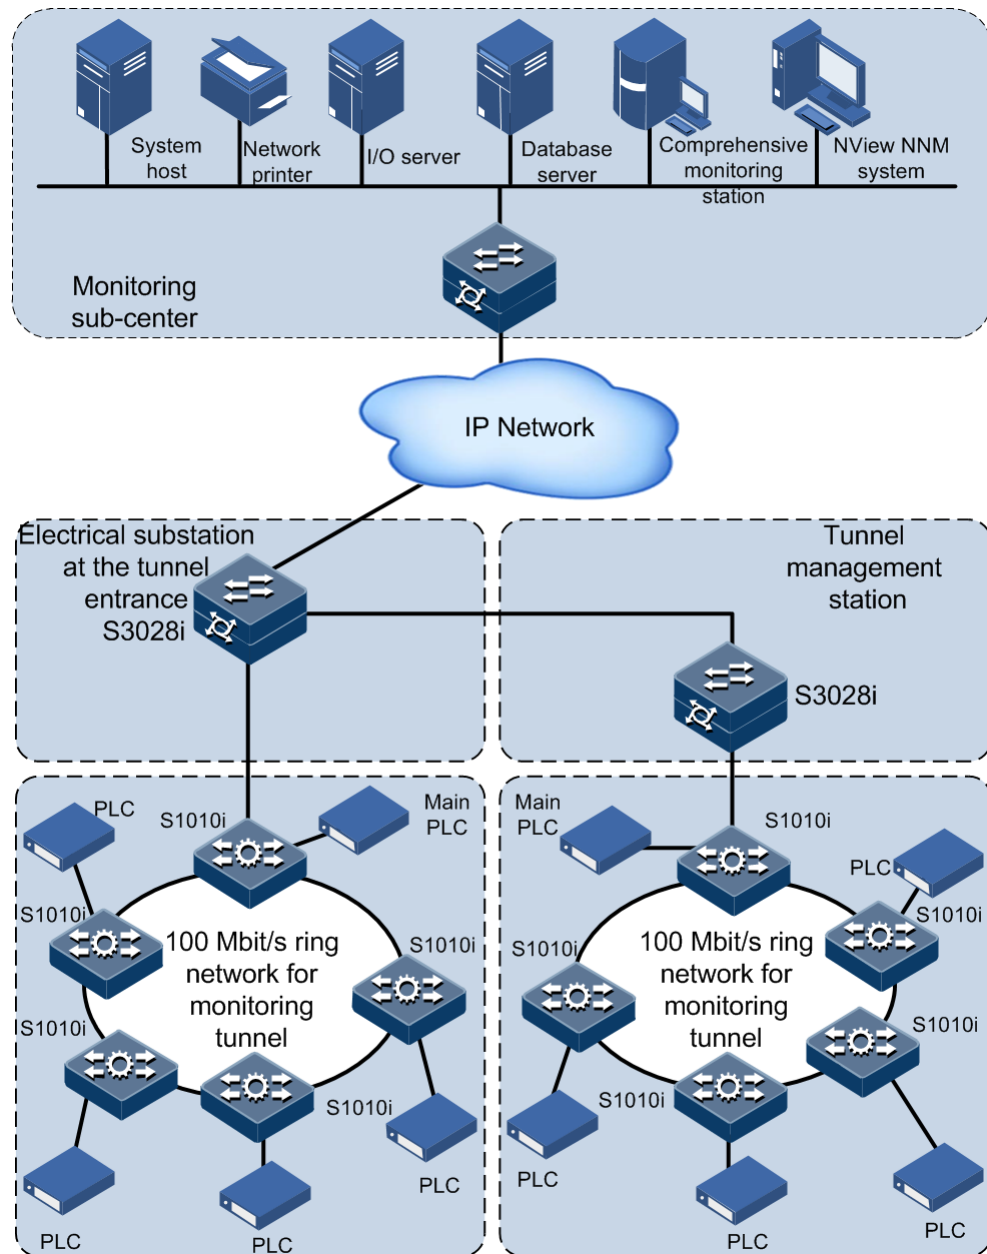 System
host
Network
printer
I/O server
Database
server
Comprehensive
monitoring
station
NView NNM
system
Monitoring
sub-center
IP Network
Electrical substation
at the tunnel
entrance
S3028i
Tunnel
management
station
S3028i
PLC
S1010i
Main
PLC
S1010i
S1010i
100 Mbit/s ring
network for
monitoring
tunnel
S1010i
S1010i
PLC
PLC
PLC
Main
PLC
S1010i
PLC
S1010i
S1010i
100 Mbit/s ring
network for
monitoring
tunnel
S1010i
S1010i
PLC
PLC
PLC